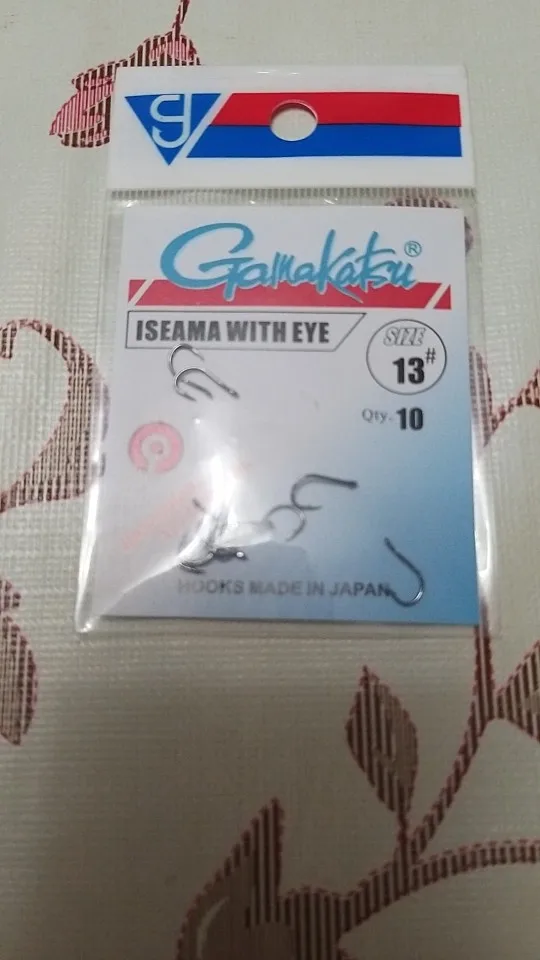 Gamakatsu®
ISEAMA WITH EYE
SIZE
13#
Qty. 10
HOOKS MADE IN JAPAN